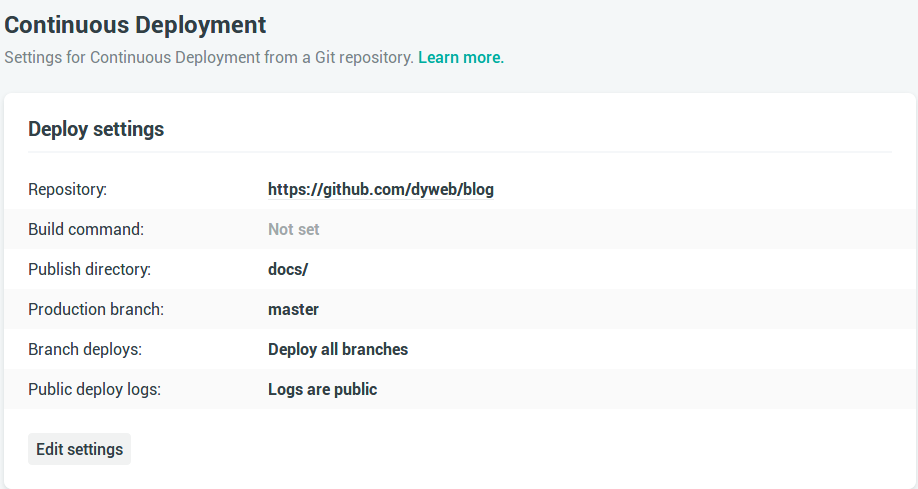 Continuous Deployment
Settings for Continuous Deployment from a Git repository. Learn more.
Deploy settings
Repository: https://github.com/dyweb/blog
Build command: Not set
Publish directory: docs/
Production branch: master
Branch deploys: Deploy all branches
Public deploy logs: Logs are public
Edit settings